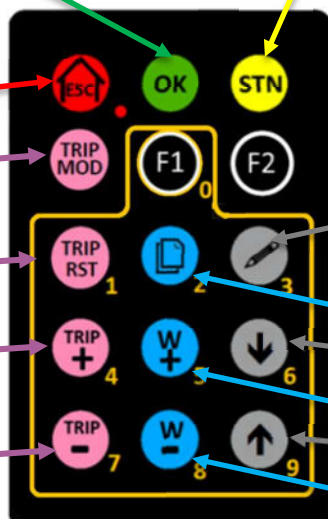 ESC OK STN
TRIP MOD F1 0 F2
TRIP RST 1 2 3
TRIP + 4 W + 5 6
TRIP - 7 W - 8 9